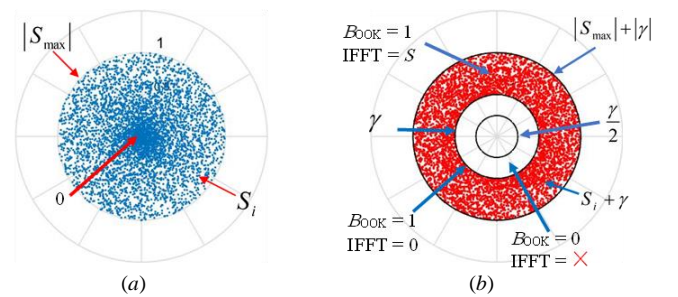 |S_max|
1
0
S_i
(a)
B_OOK = 1
IFFT = S
|S_max|+|γ|
γ
γ/2
S_i + γ
B_OOK = 1
IFFT = 0
B_OOK = 0
IFFT = ×
(b)